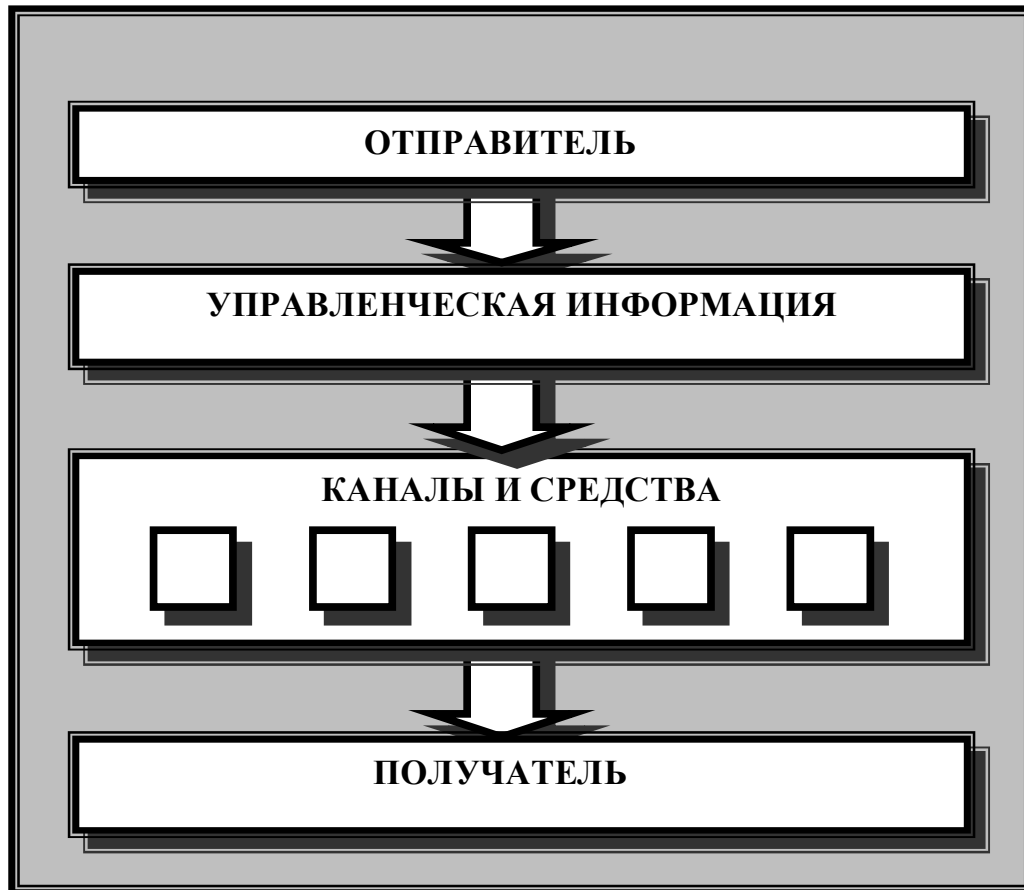 ОТПРАВИТЕЛЬ
УПРАВЛЕНЧЕСКАЯ ИНФОРМАЦИЯ
КАНАЛЫ И СРЕДСТВА
ПОЛУЧАТЕЛЬ